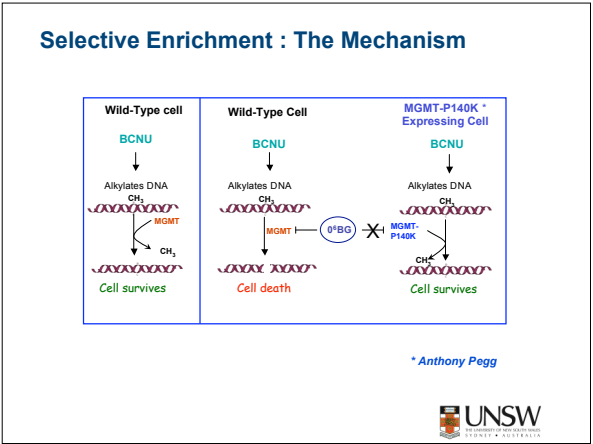 Selective Enrichment : The Mechanism
Wild-Type cell
BCNU
Alkylates DNA
CH3
MGMT
CH3
Cell survives
Wild-Type Cell
BCNU
Alkylates DNA
CH3
MGMT
Cell death
0⁶BG
X
MGMT-P140K *
Expressing Cell
BCNU
Alkylates DNA
CH3
MGMT-
P140K
CH3
Cell survives
* Anthony Pegg
UNSW
THE UNIVERSITY OF NEW SOUTH WALES
SYDNEY • AUSTRALIA